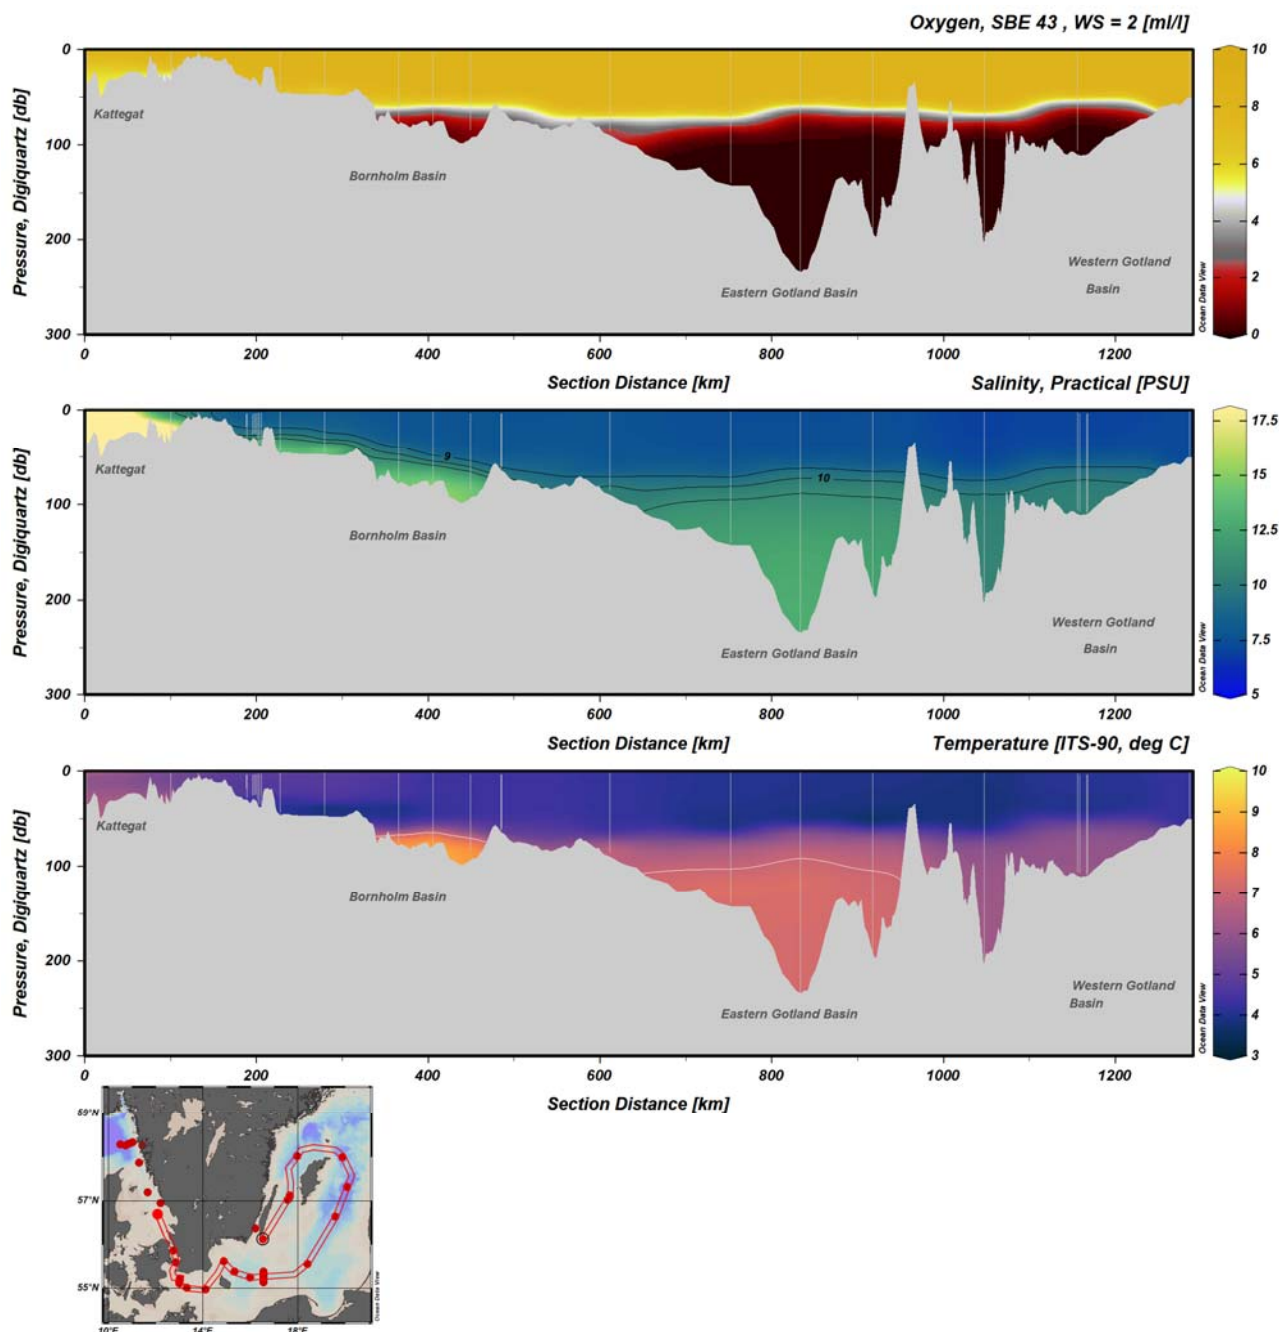 Oxygen, SBE 43 , WS = 2 [ml/l]
Pressure, Digiquartz [db]
0
100
200
300
Kattegat
Bornholm Basin
Eastern Gotland Basin
Western Gotland
Basin
Ocean Data View
10
8
6
4
2
0
0 200 400 600 800 1000 1200
Section Distance [km]
Salinity, Practical [PSU]
Pressure, Digiquartz [db]
0
100
200
300
Kattegat
9
10
Bornholm Basin
Eastern Gotland Basin
Western Gotland
Basin
Ocean Data View
17.5
15
12.5
10
7.5
5
0 200 400 600 800 1000 1200
Section Distance [km]
Temperature [ITS-90, deg C]
Pressure, Digiquartz [db]
0
100
200
300
Kattegat
Bornholm Basin
Eastern Gotland Basin
Western Gotland
Basin
Ocean Data View
10
9
8
7
6
5
4
3
0 200 400 600 800 1000 1200
Section Distance [km]
59°N
57°N
55°N
Ocean Data View
10°E 14°E 18°E